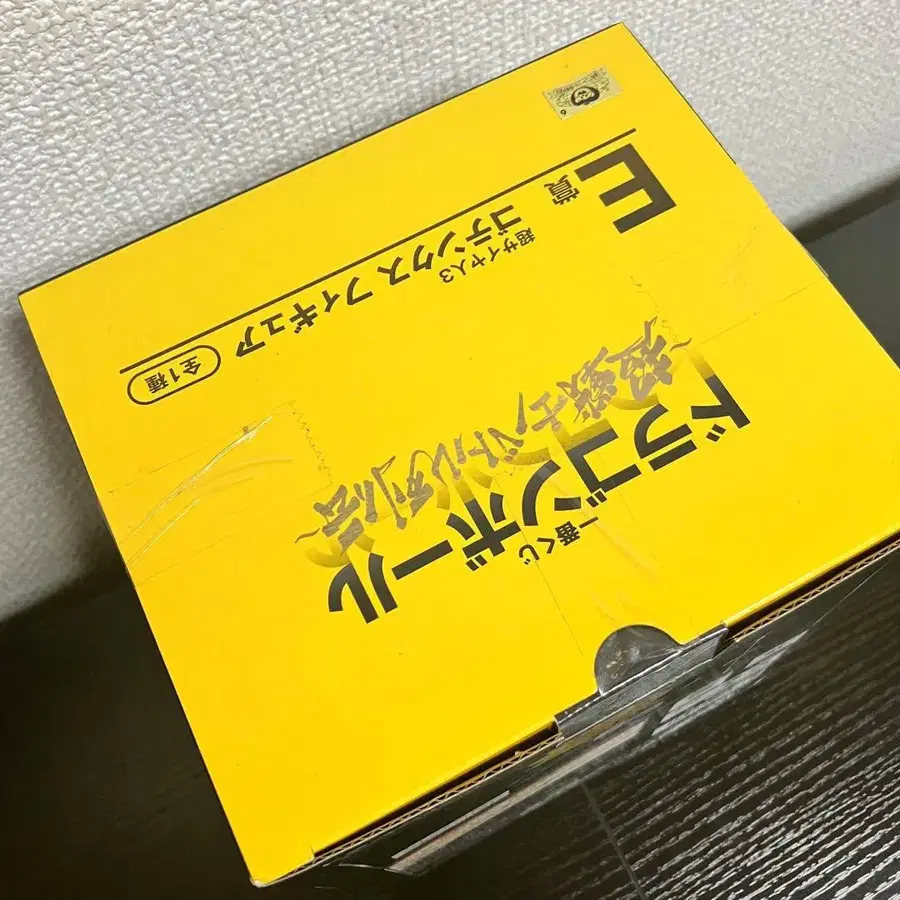 一番くじ
ドラゴンボール
～超戦士バトル列伝～
E賞
超サイヤ人3
ゴテンクス フィギュア
全1種